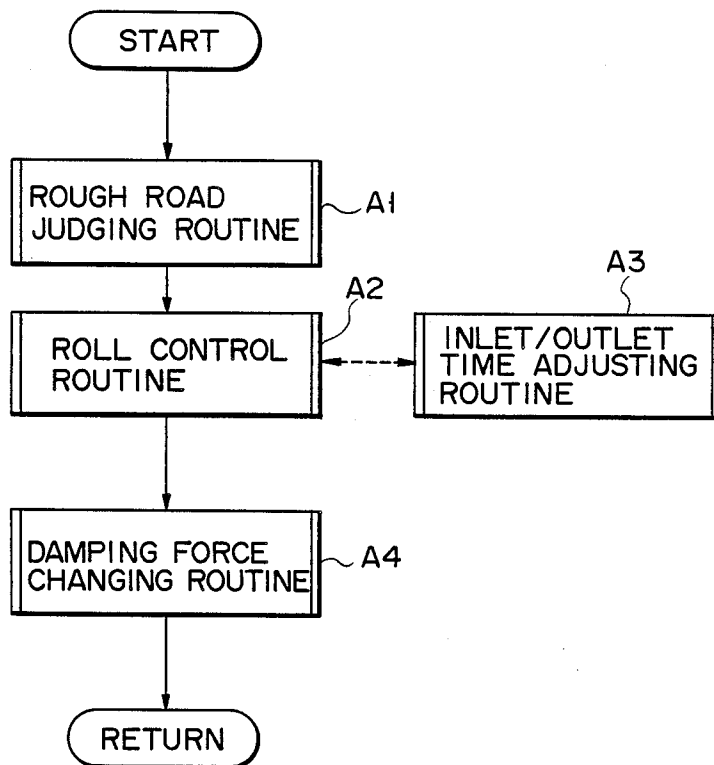 START
ROUGH ROAD
JUDGING ROUTINE
A1
A2
ROLL CONTROL
ROUTINE
A3
INLET/OUTLET
TIME ADJUSTING
ROUTINE
DAMPING FORCE
CHANGING ROUTINE
A4
RETURN